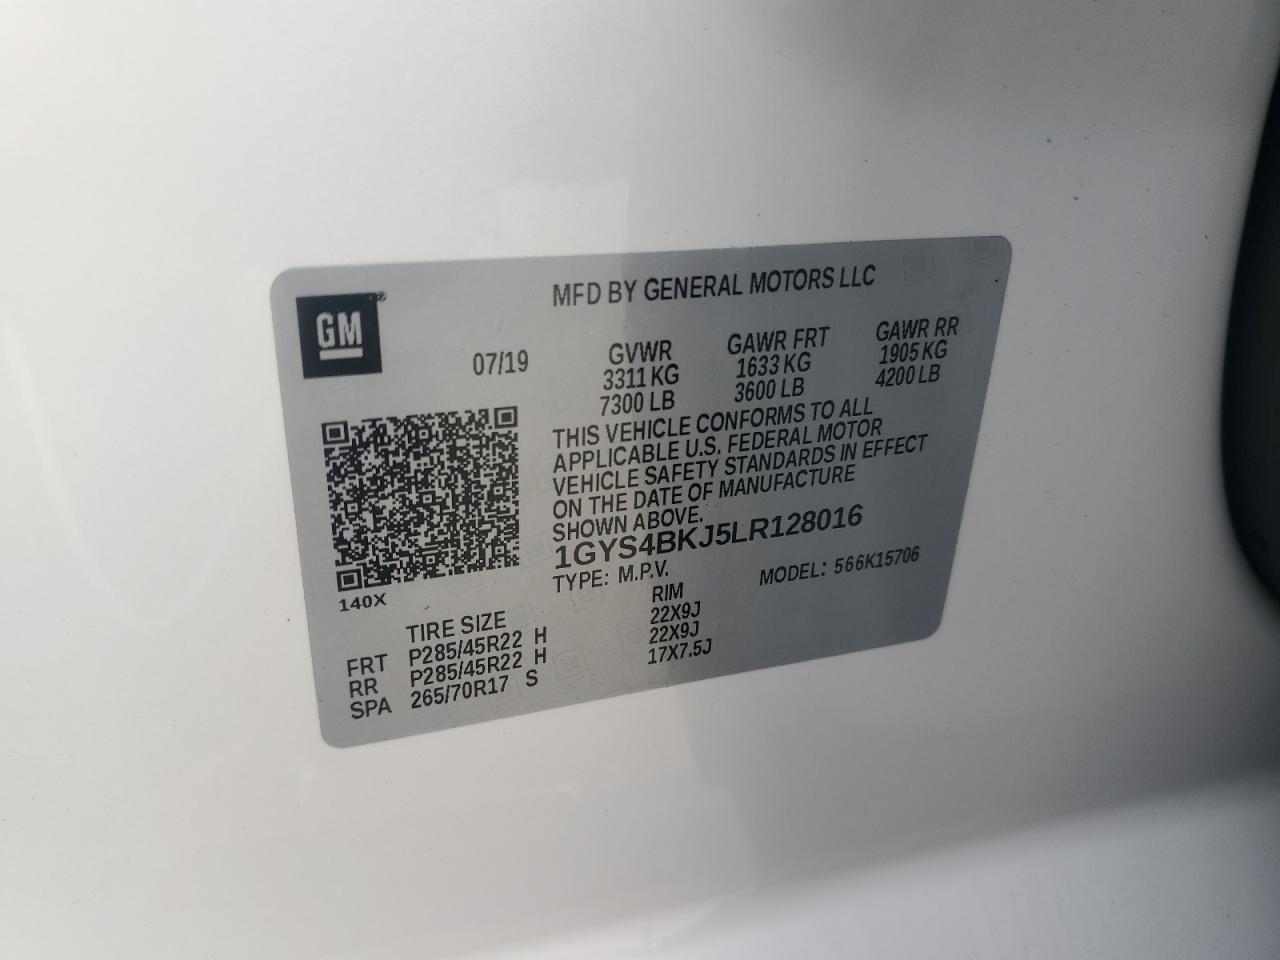 MFD BY GENERAL MOTORS LLC
GM
07/19
GVWR
3311 KG
7300 LB
GAWR FRT
1633 KG
3600 LB
GAWR RR
1905 KG
4200 LB
THIS VEHICLE CONFORMS TO ALL
APPLICABLE U.S. FEDERAL MOTOR
VEHICLE SAFETY STANDARDS IN EFFECT
ON THE DATE OF MANUFACTURE
SHOWN ABOVE.
1GYS4BKJ5LR128016
TYPE: M.P.V. MODEL: 566K15706
140X
TIRE SIZE RIM
FRT P285/45R22 H 22X9J
RR P285/45R22 H 22X9J
SPA 265/70R17 S 17X7.5J